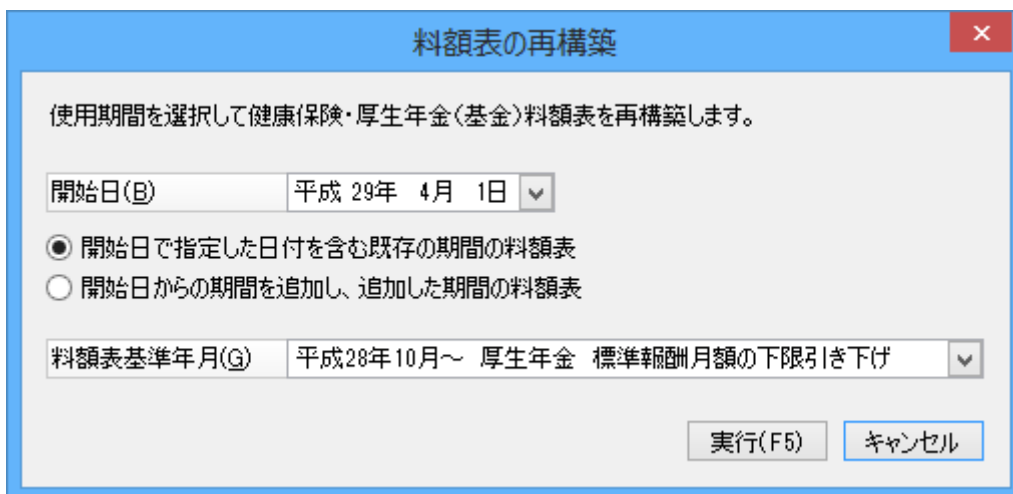 料額表の再構築
使用期間を選択して健康保険・厚生年金(基金)料額表を再構築します。
開始日(B) 平成 29年 4月 1日
開始日で指定した日付を含む既存の期間の料額表
開始日からの期間を追加し、追加した期間の料額表
料額表基準年月(G) 平成28年10月～ 厚生年金 標準報酬月額の下限引き下げ
実行(F5) キャンセル